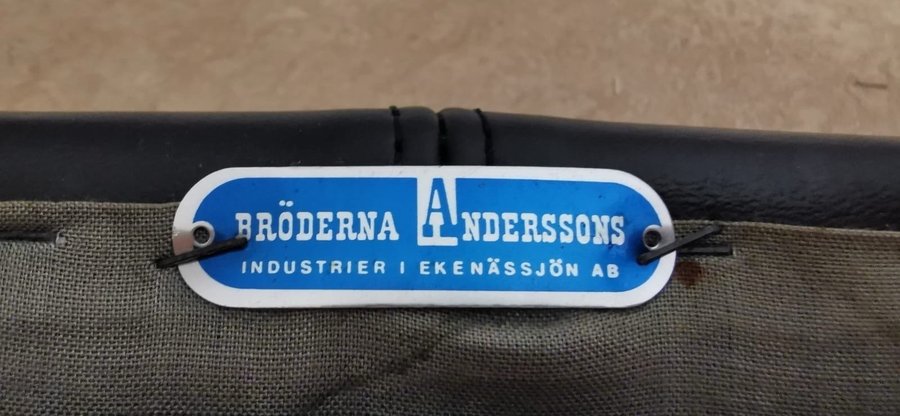 BRÖDERNA ANDERSSONS
INDUSTRIER I EKENÄSSJÖN AB